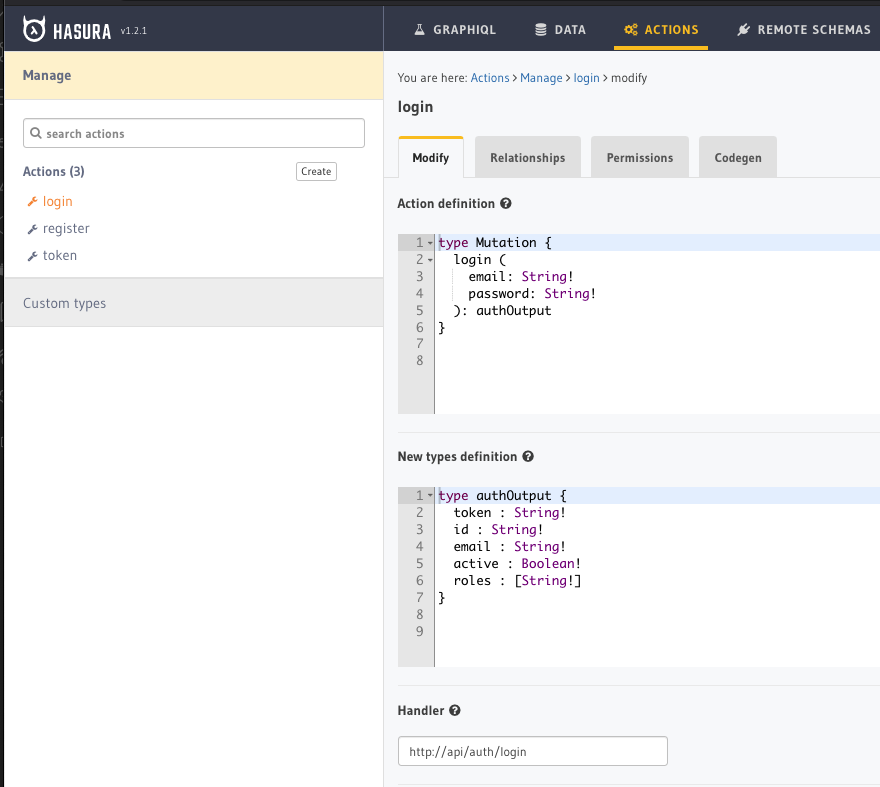 HASURA v1.2.1
GRAPHIQL DATA ACTIONS REMOTE SCHEMAS
Manage
search actions
Actions (3) Create
login
register
token
Custom types
You are here: Actions > Manage > login > modify
login
Modify Relationships Permissions Codegen
Action definition
1 type Mutation {
2 login (
3 email: String!
4 password: String!
5 ): authOutput
6 }
7
8
New types definition
1 type authOutput {
2 token : String!
3 id : String!
4 email : String!
5 active : Boolean!
6 roles : [String!]
7 }
8
9
Handler
http://api/auth/login